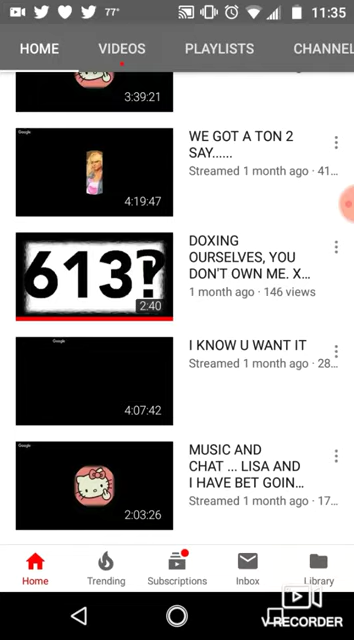 77° 11:35
HOME VIDEOS PLAYLISTS CHANNEL
3:39:21
Google
WE GOT A TON 2
SAY......
Streamed 1 month ago · 41...
4:19:47
613?
2:40
DOXING
OURSELVES, YOU
DON'T OWN ME. X...
1 month ago · 146 views
Google
I KNOW U WANT IT
Streamed 1 month ago · 28...
4:07:42
Google
MUSIC AND
CHAT ... LISA AND
I HAVE BET GOIN...
Streamed 1 month ago · 17...
2:03:26
Home Trending Subscriptions Inbox Library
V RECORDER